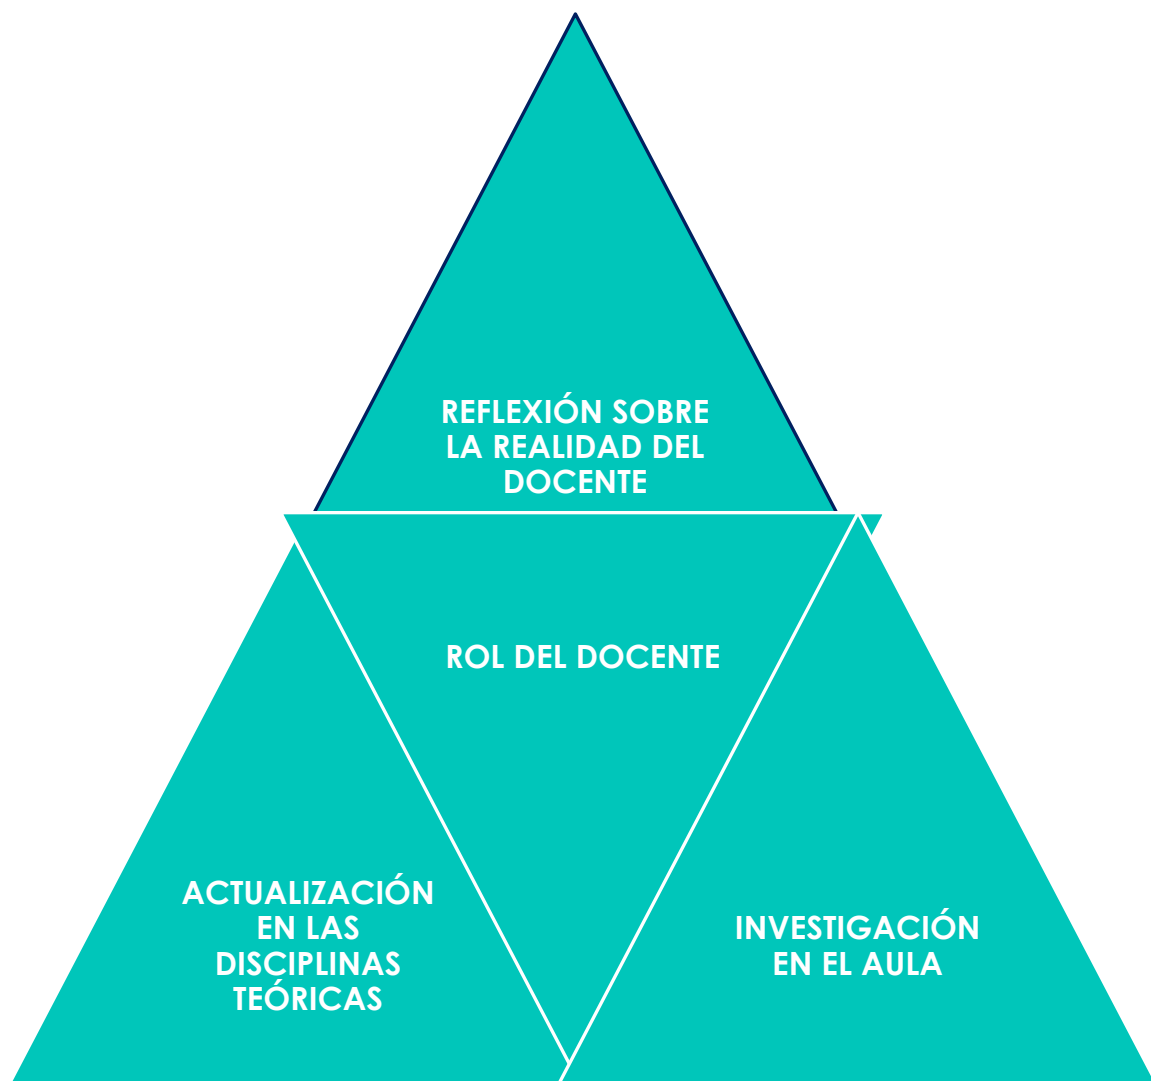 REFLEXIÓN SOBRE
LA REALIDAD DEL
DOCENTE
ROL DEL DOCENTE
ACTUALIZACIÓN
EN LAS
DISCIPLINAS
TEÓRICAS
INVESTIGACIÓN
EN EL AULA